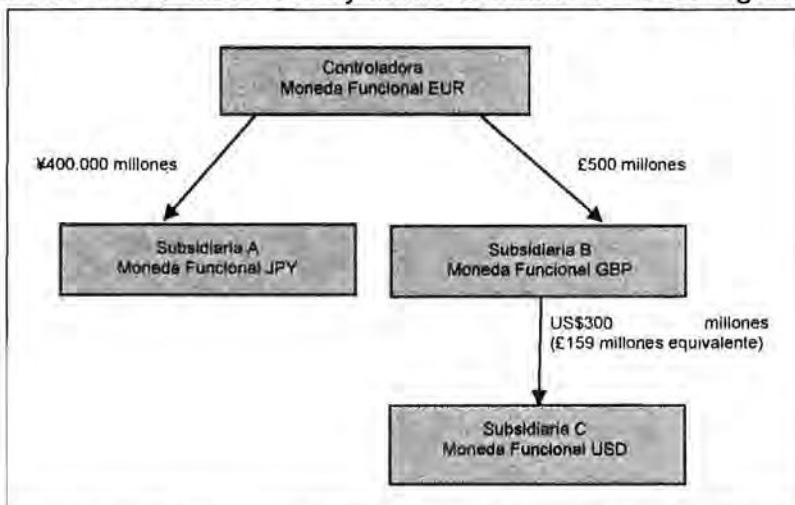 Controladora
Moneda Funcional EUR
¥400.000 millones
£500 millones
Subsidiaria A
Moneda Funcional JPY
Subsidiaria B
Moneda Funcional GBP
US$300 millones
(£159 millones equivalente)
Subsidiaria C
Moneda Funcional USD